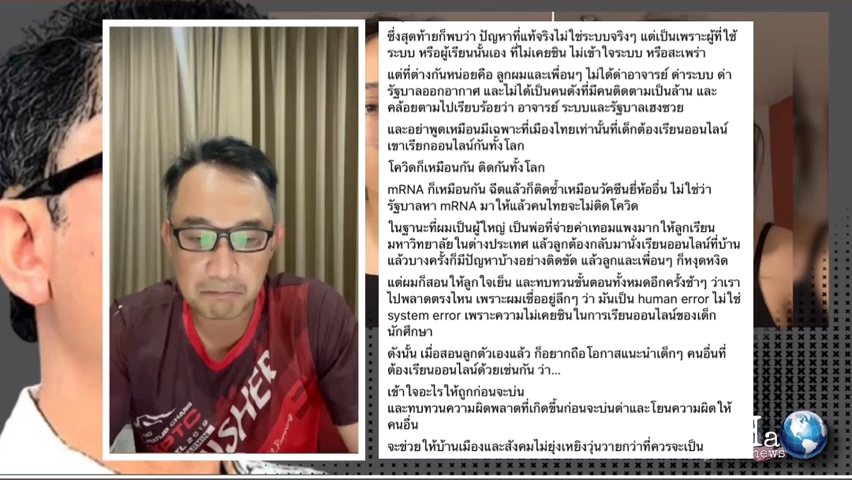 ซึ่งสุดท้ายก็พบว่า ปัญหาที่แท้จริงไม่ใช่ระบบจริงๆ แต่เป็นเพราะผู้ที่ใช้
ระบบ หรือผู้เรียนนั้นเอง ที่ไม่เคยชิน ไม่เข้าใจระบบ หรือสะเพร่า
แต่ที่ต่างกันหน่อยคือ ลูกผมและเพื่อนๆ ไม่ได้ด่าอาจารย์ ด่าระบบ ด่า
รัฐบาลออกอากาศ และไม่ได้เป็นคนดังที่มีคนติดตามเป็นล้าน และ
คล้อยตามไปเรียบร้อยว่า อาจารย์ ระบบและรัฐบาลเฮงซวย
และอย่าพูดเหมือนมีเฉพาะที่เมืองไทยเท่านั้นที่เด็กต้องเรียนออนไลน์
เขาเรียกออนไลน์กันทั้งโลก
โควิดก็เหมือนกัน ติดกันทั้งโลก
mRNA ก็เหมือนกัน ฉีดแล้วก็ติดซ้ำเหมือนวัคซีนยี่ห้ออื่น ไม่ใช่ว่า
รัฐบาลหา mRNA มาให้แล้วคนไทยจะไม่ติดโควิด
ในฐานะที่ผมเป็นผู้ใหญ่ เป็นพ่อที่จ่ายค่าเทอมแพงมากให้ลูกเรียน
มหาวิทยาลัยในต่างประเทศ แล้วลูกต้องกลับมานั่งเรียนออนไลน์ที่บ้าน
แล้วบางครั้งก็มีปัญหาบ้างอย่างติดขัด แล้วลูกและเพื่อนๆ ก็หงุดหงิด
แต่ผมก็สอนให้ลูกใจเย็น และทบทวนขั้นตอนทั้งหมดอีกครั้งช้าๆ ว่าเรา
ไปพลาดตรงไหน เพราะผมเชื่ออยู่ลึกๆ ว่า มันเป็น human error ไม่ใช่
system error เพราะความไม่เคยชินในการเรียนออนไลน์ของเด็ก
นักศึกษา
ดังนั้น เมื่อสอนลูกตัวเองแล้ว ก็อยากถือโอกาสแนะนำเด็กๆ คนอื่นที่
ต้องเรียนออนไลน์ด้วยเช่นกัน ว่า...
เข้าใจอะไรให้ถูกก่อนจะบ่น
และทบทวนความผิดพลาดที่เกิดขึ้นก่อนจะบ่นด่าและโยนความผิดให้
คนอื่น
จะช่วยให้บ้านเมืองและสังคมไม่ยุ่งเหยิงวุ่นวายกว่าที่ควรจะเป็น
news